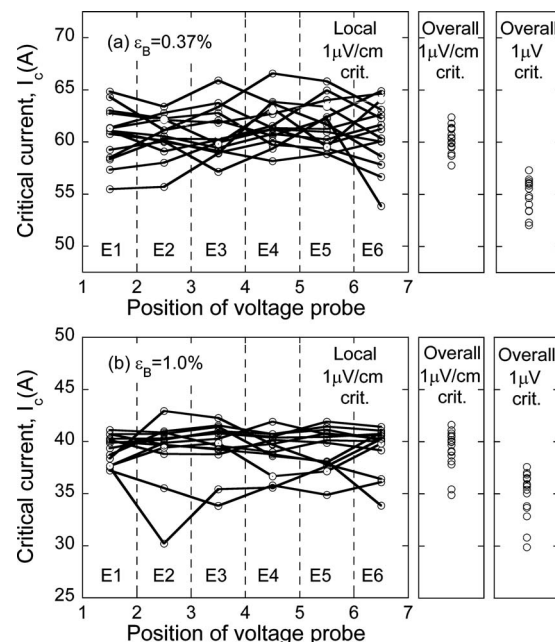 (a) ε_B=0.37%
Local
1μV/cm
crit.
Overall
1μV/cm
crit.
Overall
1μV
crit.
Critical current, I_c(A)
70
65
60
55
50
E1 E2 E3 E4 E5 E6
1 2 3 4 5 6 7
Position of voltage probe
(b) ε_B=1.0%
Local
1μV/cm
crit.
Overall
1μV/cm
crit.
Overall
1μV
crit.
Critical current, I_c(A)
50
45
40
35
30
25
E1 E2 E3 E4 E5 E6
1 2 3 4 5 6 7
Position of voltage probe